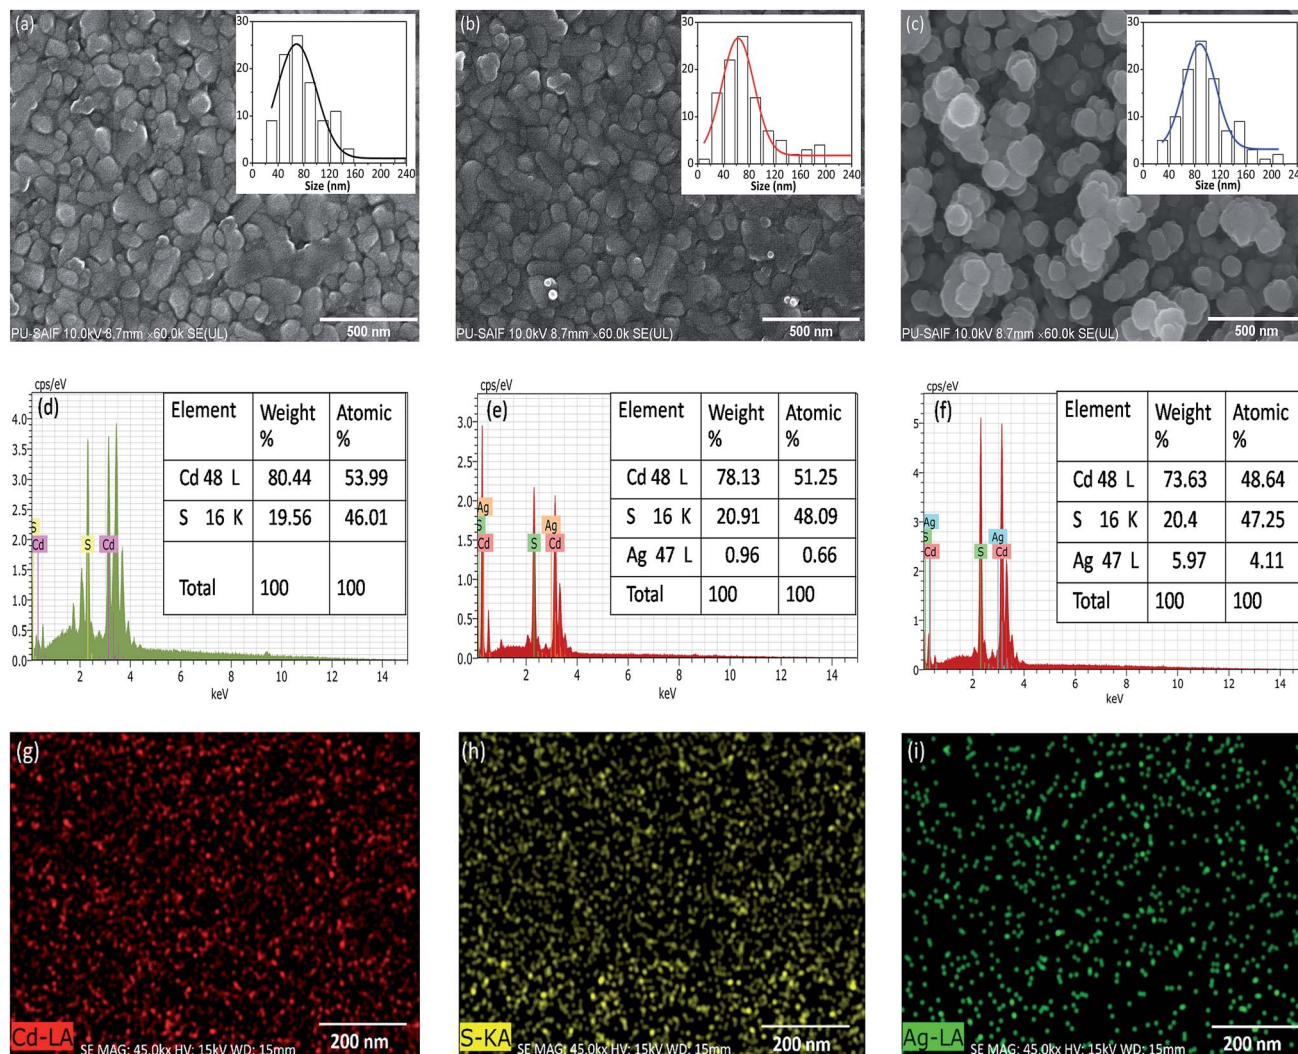 (a)
30
20
10
0
0 40 80 120 160 200 240
Size (nm)
PU-SAIF 10.0kV 8.7mm ×60.0k SE(UL)
500 nm
(b)
30
20
10
0
0 40 80 120 160 200 240
Size (nm)
PU-SAIF 10.0kV 8.7mm ×60.0k SE(UL)
500 nm
(c)
30
20
10
0
0 40 80 120 160 200 24
Size (nm)
PU-SAIF 10.0kV 8.7mm ×60.0k SE(UL)
500 nm
cps/eV
(d)
4.0
3.5
3.0
2.5
2.0
1.5
1.0
0.5
0.0
S
Cd
S
Cd
Element Weight % Atomic %
Cd 48 L 80.44 53.99
S 16 K 19.56 46.01
Total 100 100
2 4 6 8 10 12 14
keV
cps/eV
(e)
3.0
2.5
2.0
1.5
1.0
0.5
0.0
Ag
S
Cd
S
Ag
Cd
Element Weight % Atomic %
Cd 48 L 78.13 51.25
S 16 K 20.91 48.09
Ag 47 L 0.96 0.66
Total 100 100
2 4 6 8 10 12 14
keV
cps/eV
(f)
5
4
3
2
1
0
Ag
S
Cd
S
Ag
Cd
Element Weight % Atomic %
Cd 48 L 73.63 48.64
S 16 K 20.4 47.25
Ag 47 L 5.97 4.11
Total 100 100
2 4 6 8 10 12 14
keV
(g)
Cd-LA
SE MAG: 45.0kx HV: 15kV WD: 15mm
200 nm
(h)
S-KA
SE MAG: 45.0kx HV: 15kV WD: 15mm
200 nm
(i)
Ag-LA
SE MAG: 45.0kx HV: 15kV WD: 15mm
200 nm